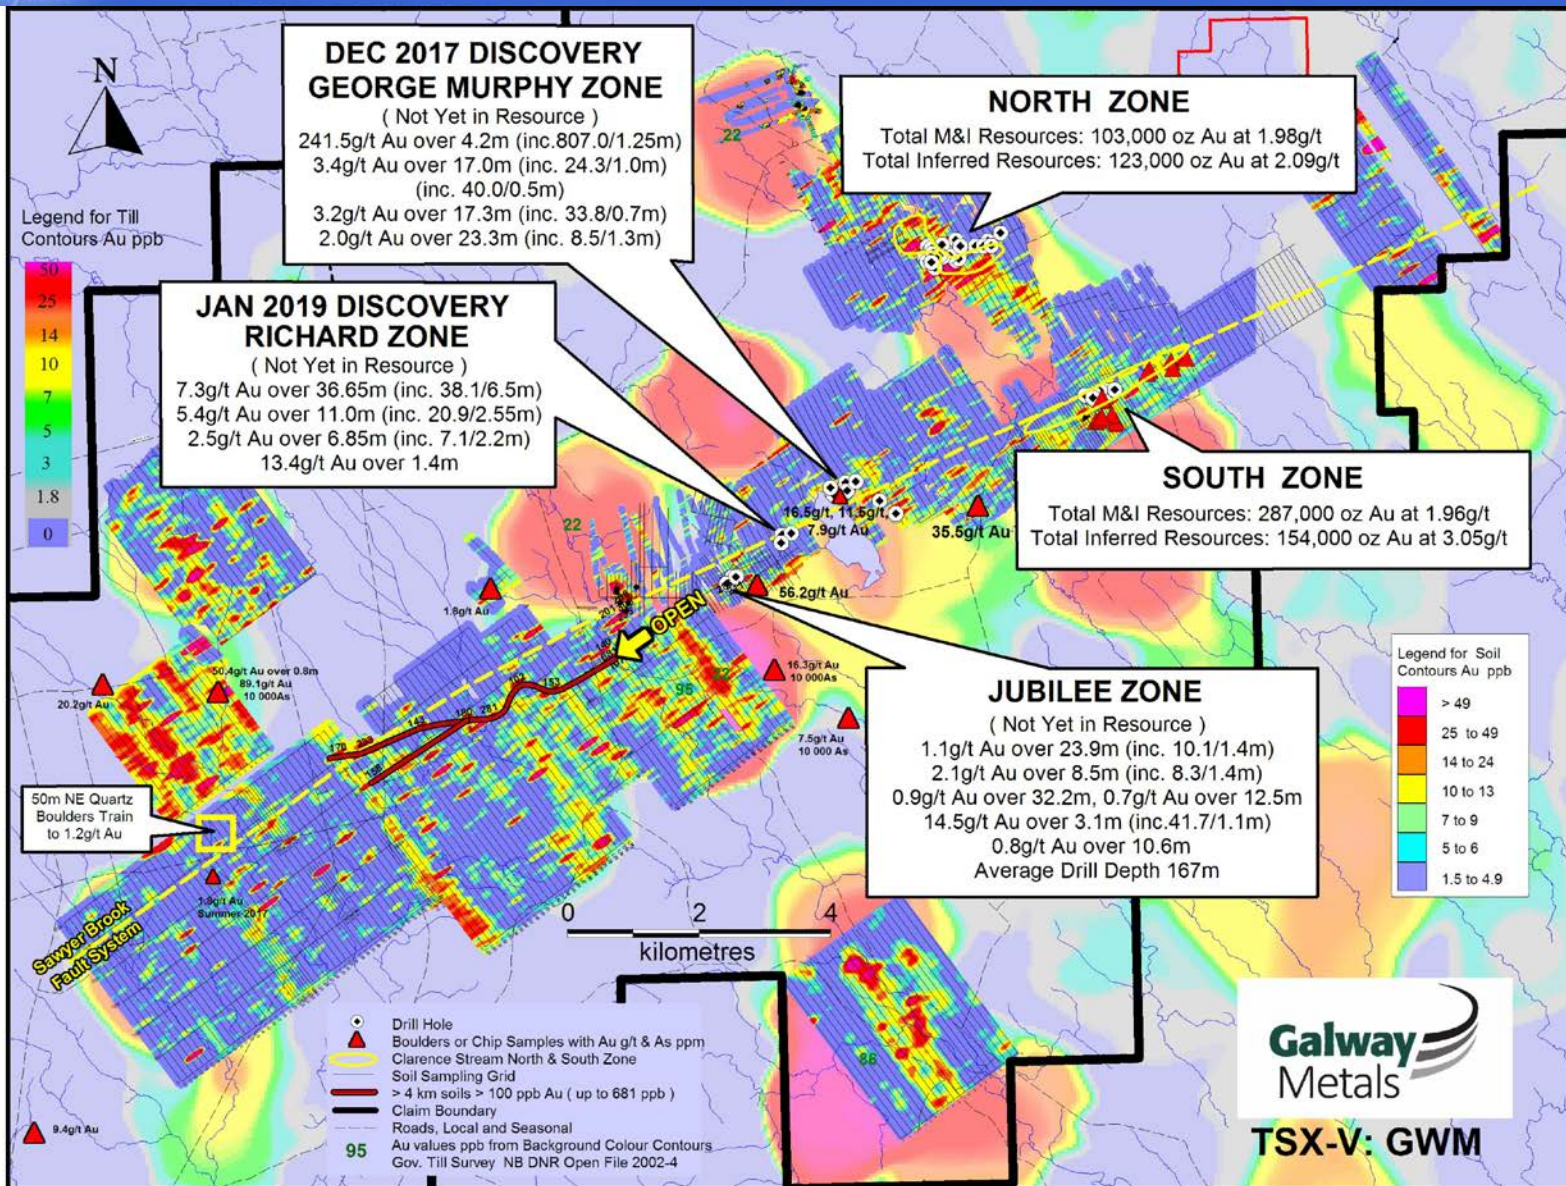 DEC 2017 DISCOVERY
GEORGE MURPHY ZONE
( Not Yet in Resource )
241.5g/t Au over 4.2m (inc.807.0/1.25m)
3.4g/t Au over 17.0m (inc. 24.3/1.0m)
(inc. 40.0/0.5m)
3.2g/t Au over 17.3m (inc. 33.8/0.7m)
2.0g/t Au over 23.3m (inc. 8.5/1.3m)
N
NORTH ZONE
Total M&I Resources: 103,000 oz Au at 1.98g/t
Total Inferred Resources: 123,000 oz Au at 2.09g/t
22
Legend for Till
Contours Au ppb
50
25
14
10
7
5
3
1.8
0
JAN 2019 DISCOVERY
RICHARD ZONE
( Not Yet in Resource )
7.3g/t Au over 36.65m (inc. 38.1/6.5m)
5.4g/t Au over 11.0m (inc. 20.9/2.55m)
2.5g/t Au over 6.85m (inc. 7.1/2.2m)
13.4g/t Au over 1.4m
SOUTH ZONE
Total M&I Resources: 287,000 oz Au at 1.96g/t
Total Inferred Resources: 154,000 oz Au at 3.05g/t
16.5g/t, 11.5g/t,
7.9g/t Au
35.5g/t Au
22
56.2g/t Au
1.8g/t Au
201
OPEN
16.3g/t Au
10 000As
22
95
50.4g/t Au over 0.8m
89.1g/t Au
10 000As
20.2g/t Au
102
153
281
180
143
170
158
7.5g/t Au
10 000 As
JUBILEE ZONE
( Not Yet in Resource )
1.1g/t Au over 23.9m (inc. 10.1/1.4m)
2.1g/t Au over 8.5m (inc. 8.3/1.4m)
0.9g/t Au over 32.2m, 0.7g/t Au over 12.5m
14.5g/t Au over 3.1m (inc.41.7/1.1m)
0.8g/t Au over 10.6m
Average Drill Depth 167m
Legend for Soil
Contours Au ppb
> 49
25 to 49
14 to 24
10 to 13
7 to 9
5 to 6
1.5 to 4.9
50m NE Quartz
Boulders Train
to 1.2g/t Au
1.8g/t Au
Summer 2017
Sawyer Brook
Fault System
0 2 4
kilometres
86
Drill Hole
Boulders or Chip Samples with Au g/t & As ppm
Clarence Stream North & South Zone
Soil Sampling Grid
> 4 km soils > 100 ppb Au ( up to 681 ppb )
Claim Boundary
Roads, Local and Seasonal
95 Au values ppb from Background Colour Contours
Gov. Till Survey NB DNR Open File 2002-4
9.4g/t Au
Galway
Metals
TSX-V: GWM